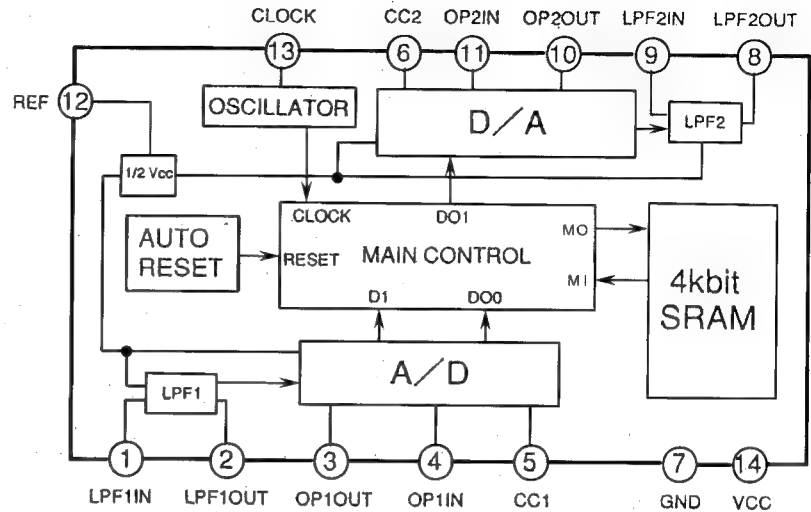 CLOCK CC2 OP2IN OP2OUT LPF2IN LPF2OUT
13 6 11 10 9 8
REF 12
OSCILLATOR
D/A
LPF2
1/2 Vcc
CLOCK DO1
AUTO
RESET
RESET
MAIN CONTROL
MO
MI
D1 DO0
4kbit
SRAM
A/D
LPF1
1 2 3 4 5 7 14
LPF1IN LPF1OUT OP1OUT OP1IN CC1 GND VCC